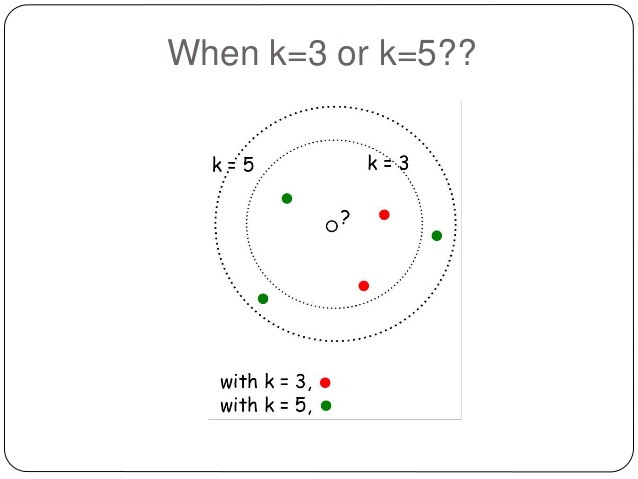 When k=3 or k=5??
k = 5
k = 3
?
with k = 3,
with k = 5,